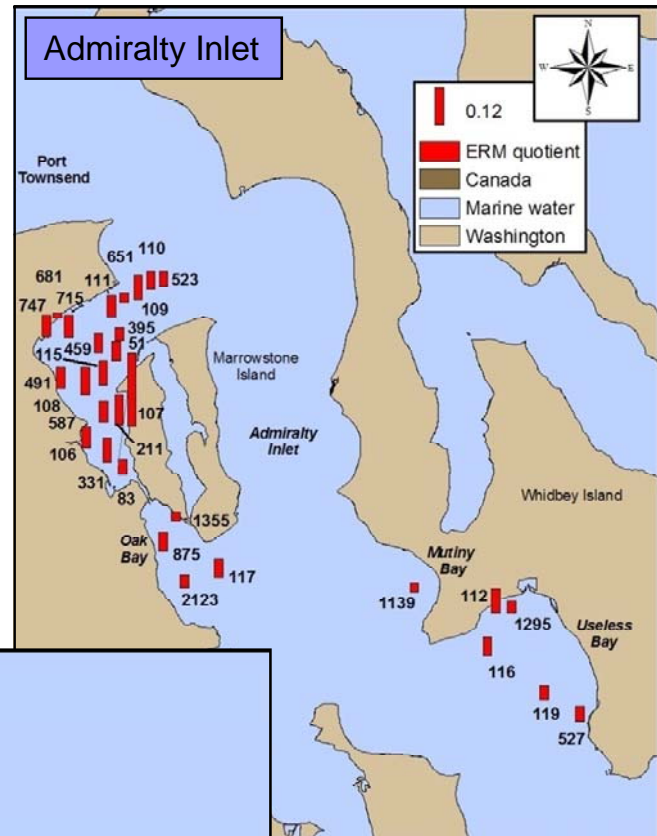 Admiralty Inlet
N
W
E
S
0.12
ERM quotient
Canada
Marine water
Washington
Port
Townsend
110
651
681
111
523
715
747
109
395
459
51
115
Marrowstone
Island
491
108
107
Admiralty
Inlet
587
211
106
Whidbey Island
331
83
1355
Oak
Bay
875
Mutiny
Bay
117
2123
1139
112
1295
Useless
Bay
116
119
527